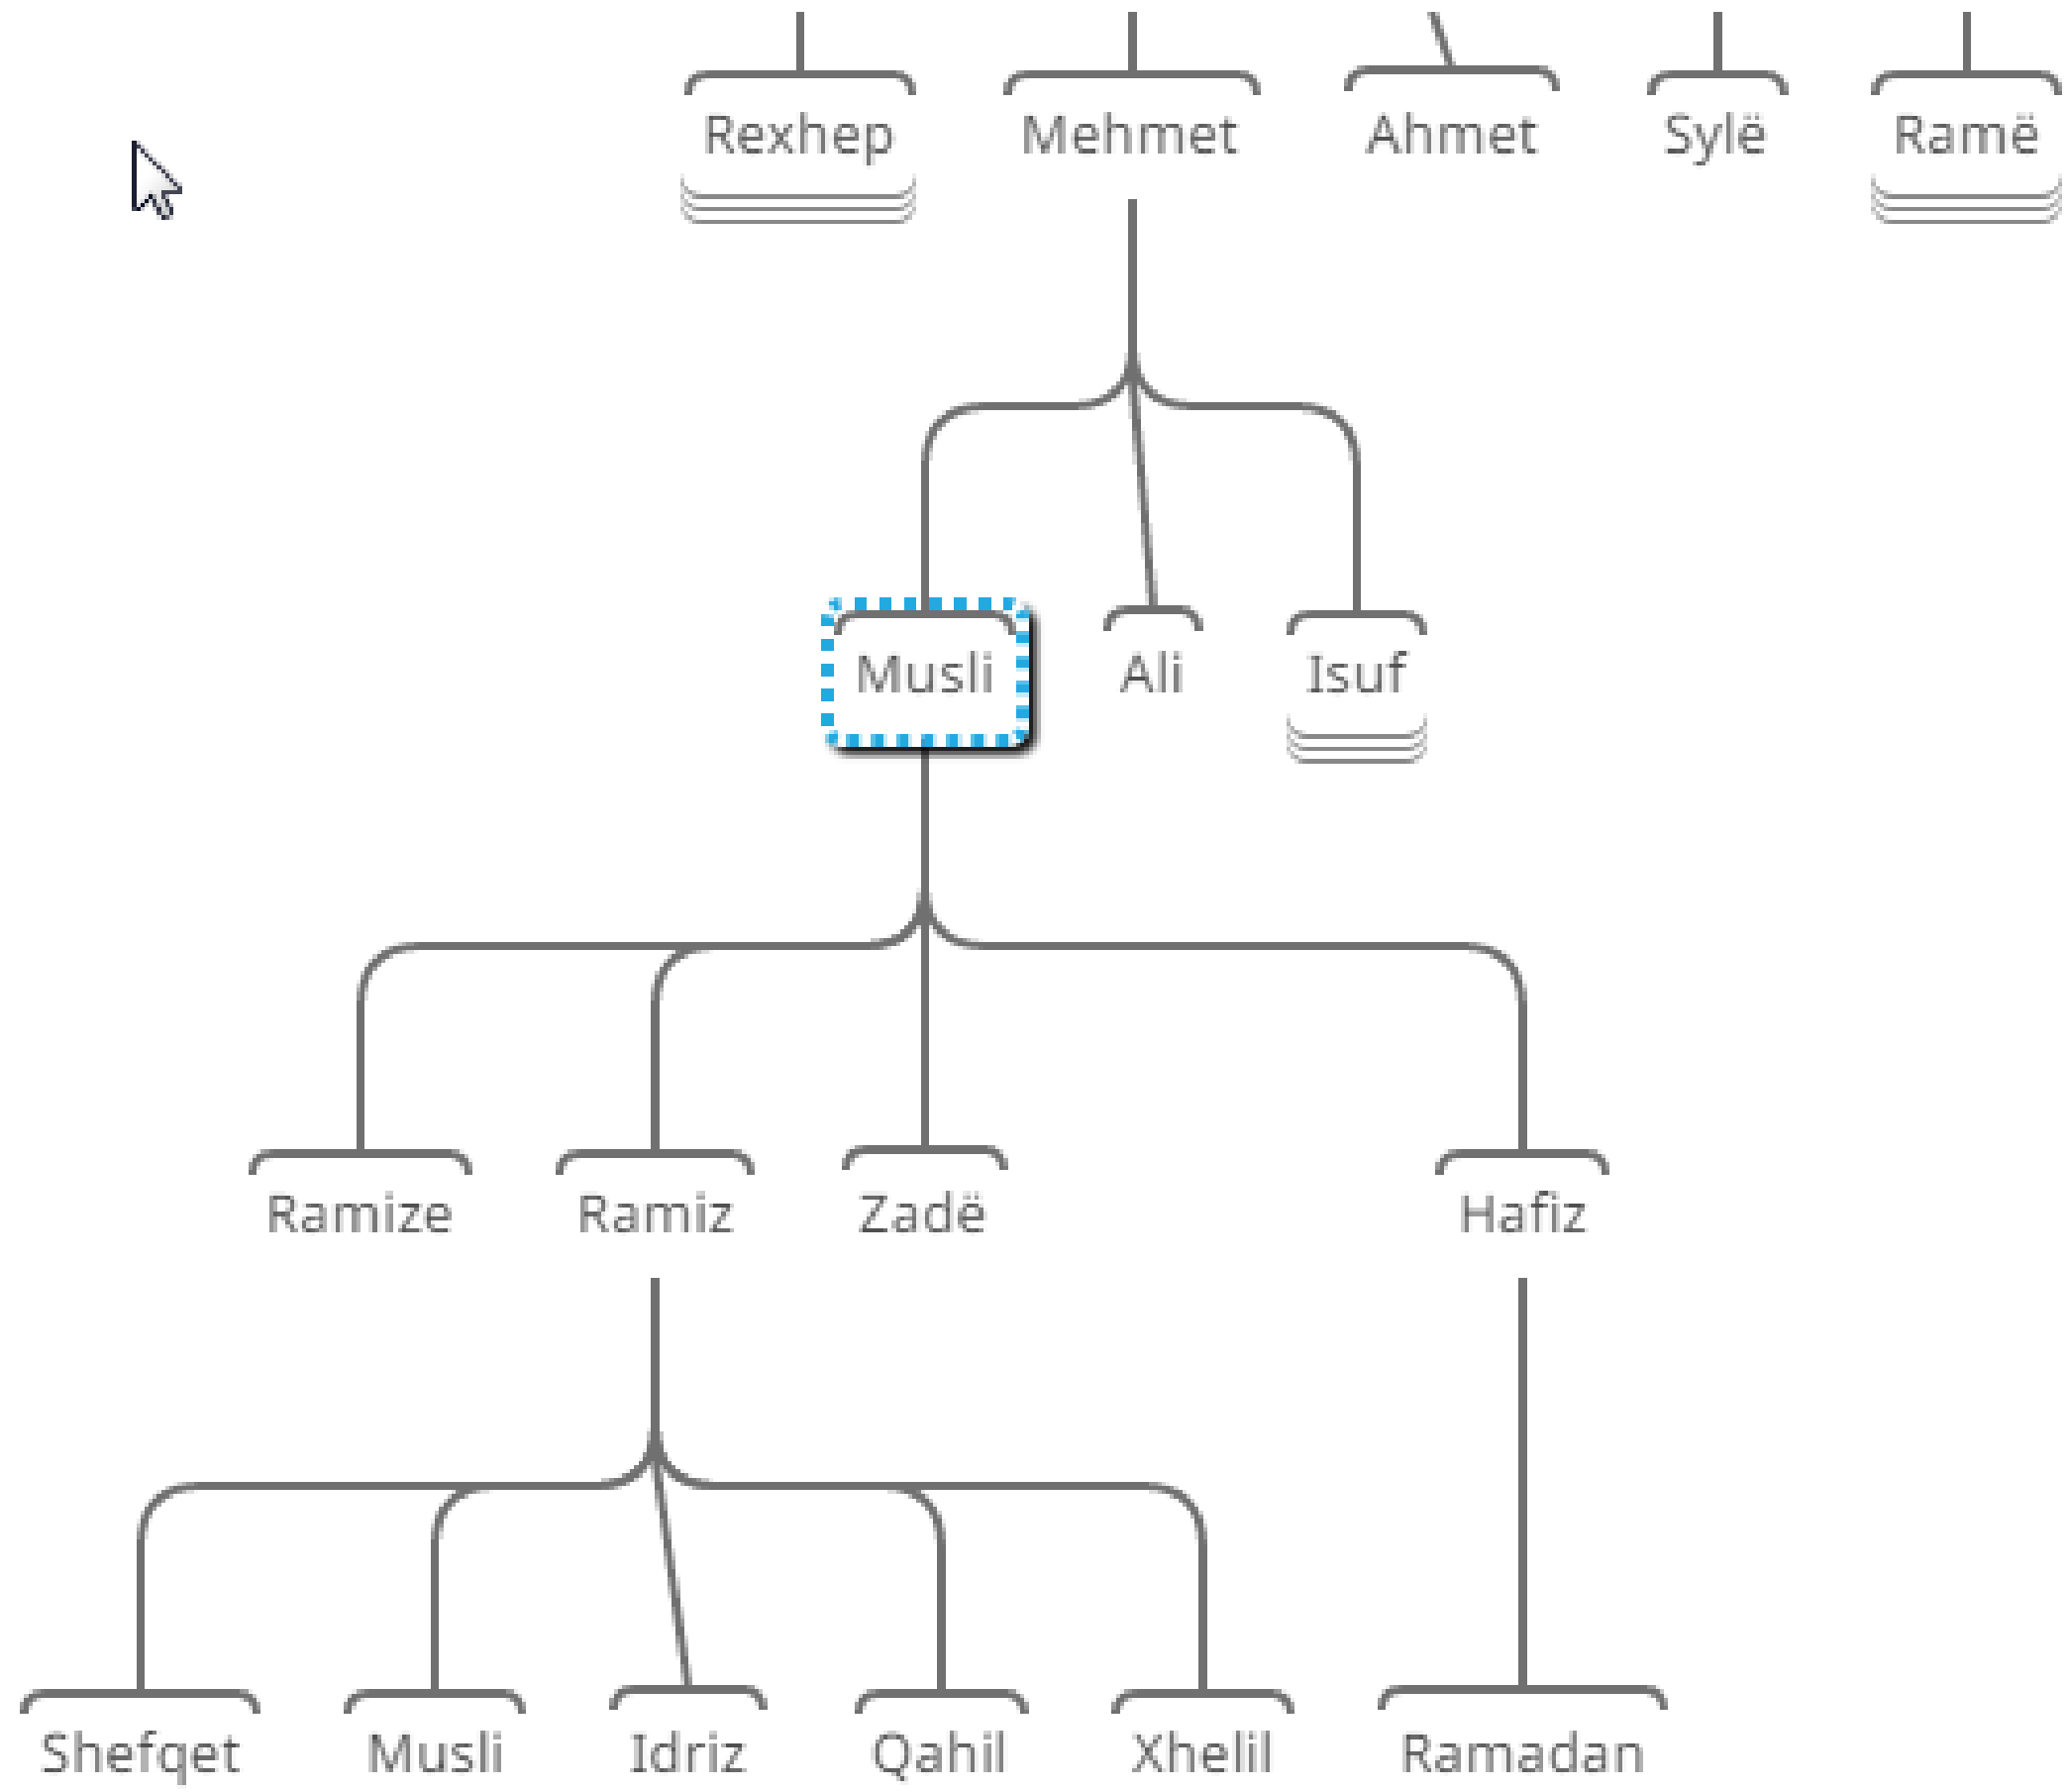 Rexhep Mehmet Ahmet Sylë Ramë
Musli Ali Isuf
Ramize Ramiz Zadë Hafiz
Shefqet Musli Idriz Qahil Xhelil Ramadan